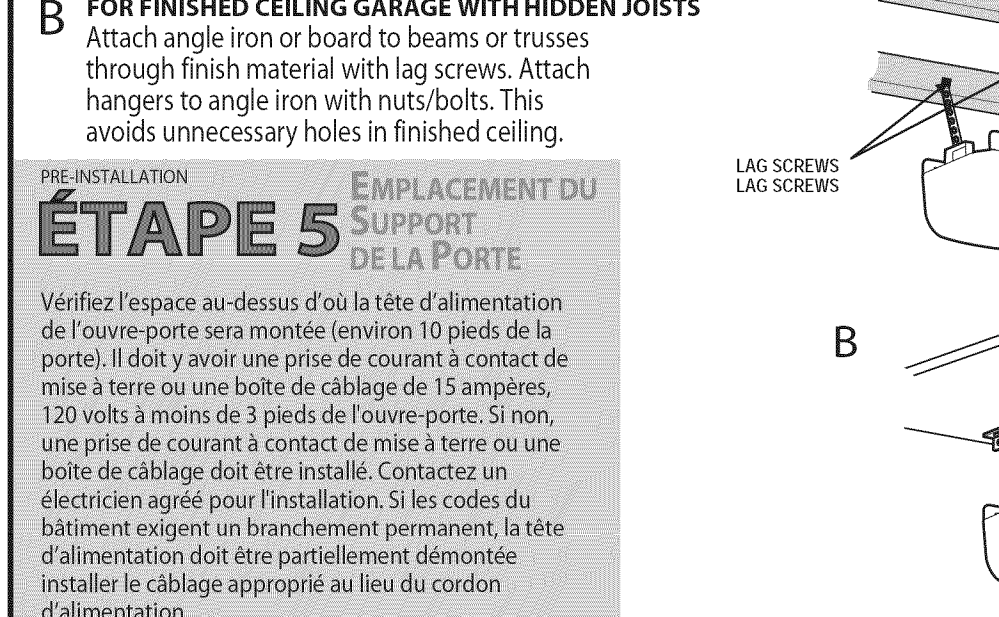 B
FOR FINISHED CEILING GARAGE WITH HIDDEN JOISTS
Attach angle iron or board to beams or trusses
through finish material with lag screws. Attach
hangers to angle iron with nuts/bolts. This
avoids unnecessary holes in finished ceiling.
PRE-INSTALLATION
ÉTAPE 5
EMPLACEMENT DU
SUPPORT
DE LA PORTE
Vérifiez l'espace au-dessus d'où la tête d'alimentation
de l'ouvre-porte sera montée (environ 10 pieds de la
porte). Il doit y avoir une prise de courant à contact de
mise à terre ou une boîte de câblage de 15 ampères,
120 volts à moins de 3 pieds de l'ouvre-porte. Si non,
une prise de courant à contact de mise à terre ou une
boîte de câblage doit être installé. Contactez un
électricien agréé pour l'installation. Si les codes du
bâtiment exigent un branchement permanent, la tête
d'alimentation doit être partiellement démontée
installer le câblage approprié au lieu du cordon
d'alimentation
LAG SCREWS
LAG SCREWS
B